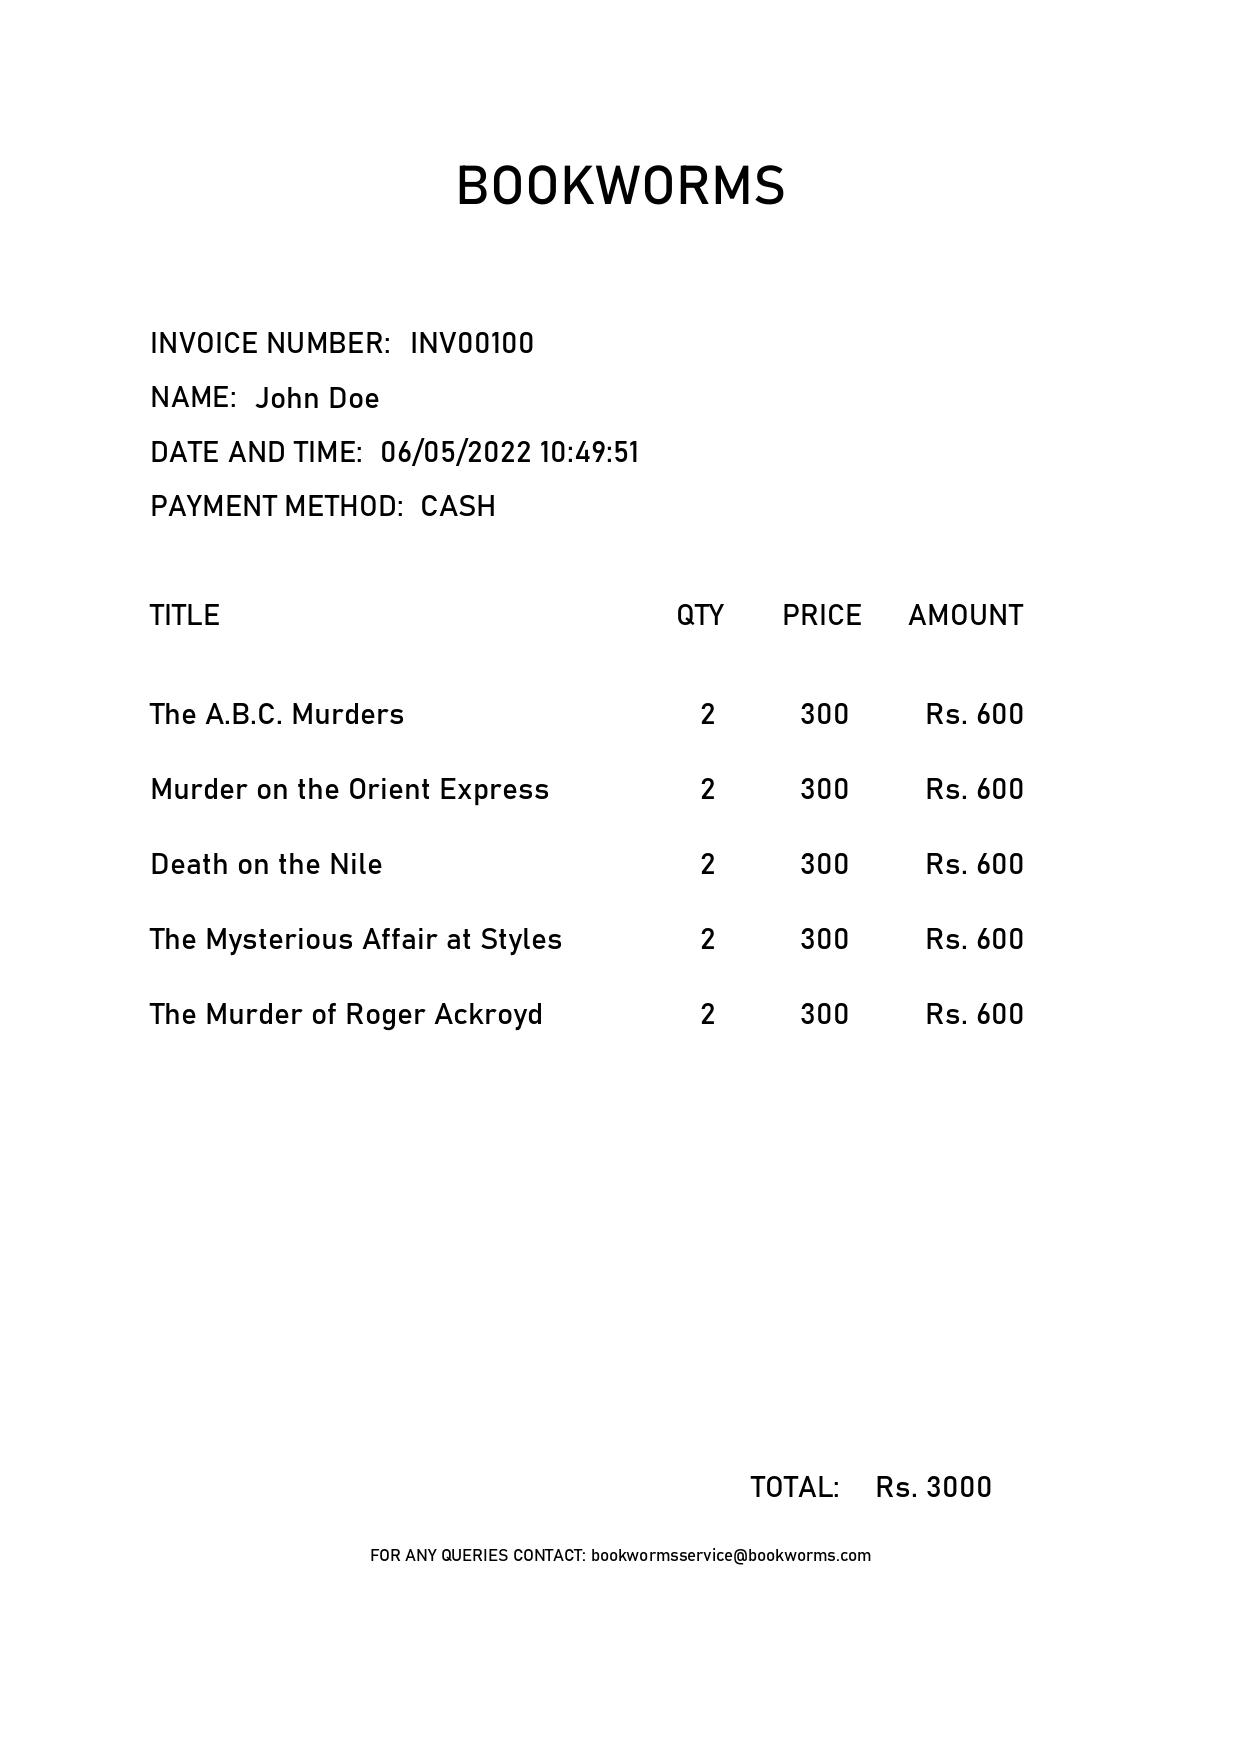 BOOKWORMS
INVOICE NUMBER: INV00100
NAME: John Doe
DATE AND TIME: 06/05/2022 10:49:51
PAYMENT METHOD: CASH
TITLE QTY PRICE AMOUNT
The A.B.C. Murders 2 300 Rs. 600
Murder on the Orient Express 2 300 Rs. 600
Death on the Nile 2 300 Rs. 600
The Mysterious Affair at Styles 2 300 Rs. 600
The Murder of Roger Ackroyd 2 300 Rs. 600
TOTAL: Rs. 3000
FOR ANY QUERIES CONTACT: bookwormsservice@bookworms.com